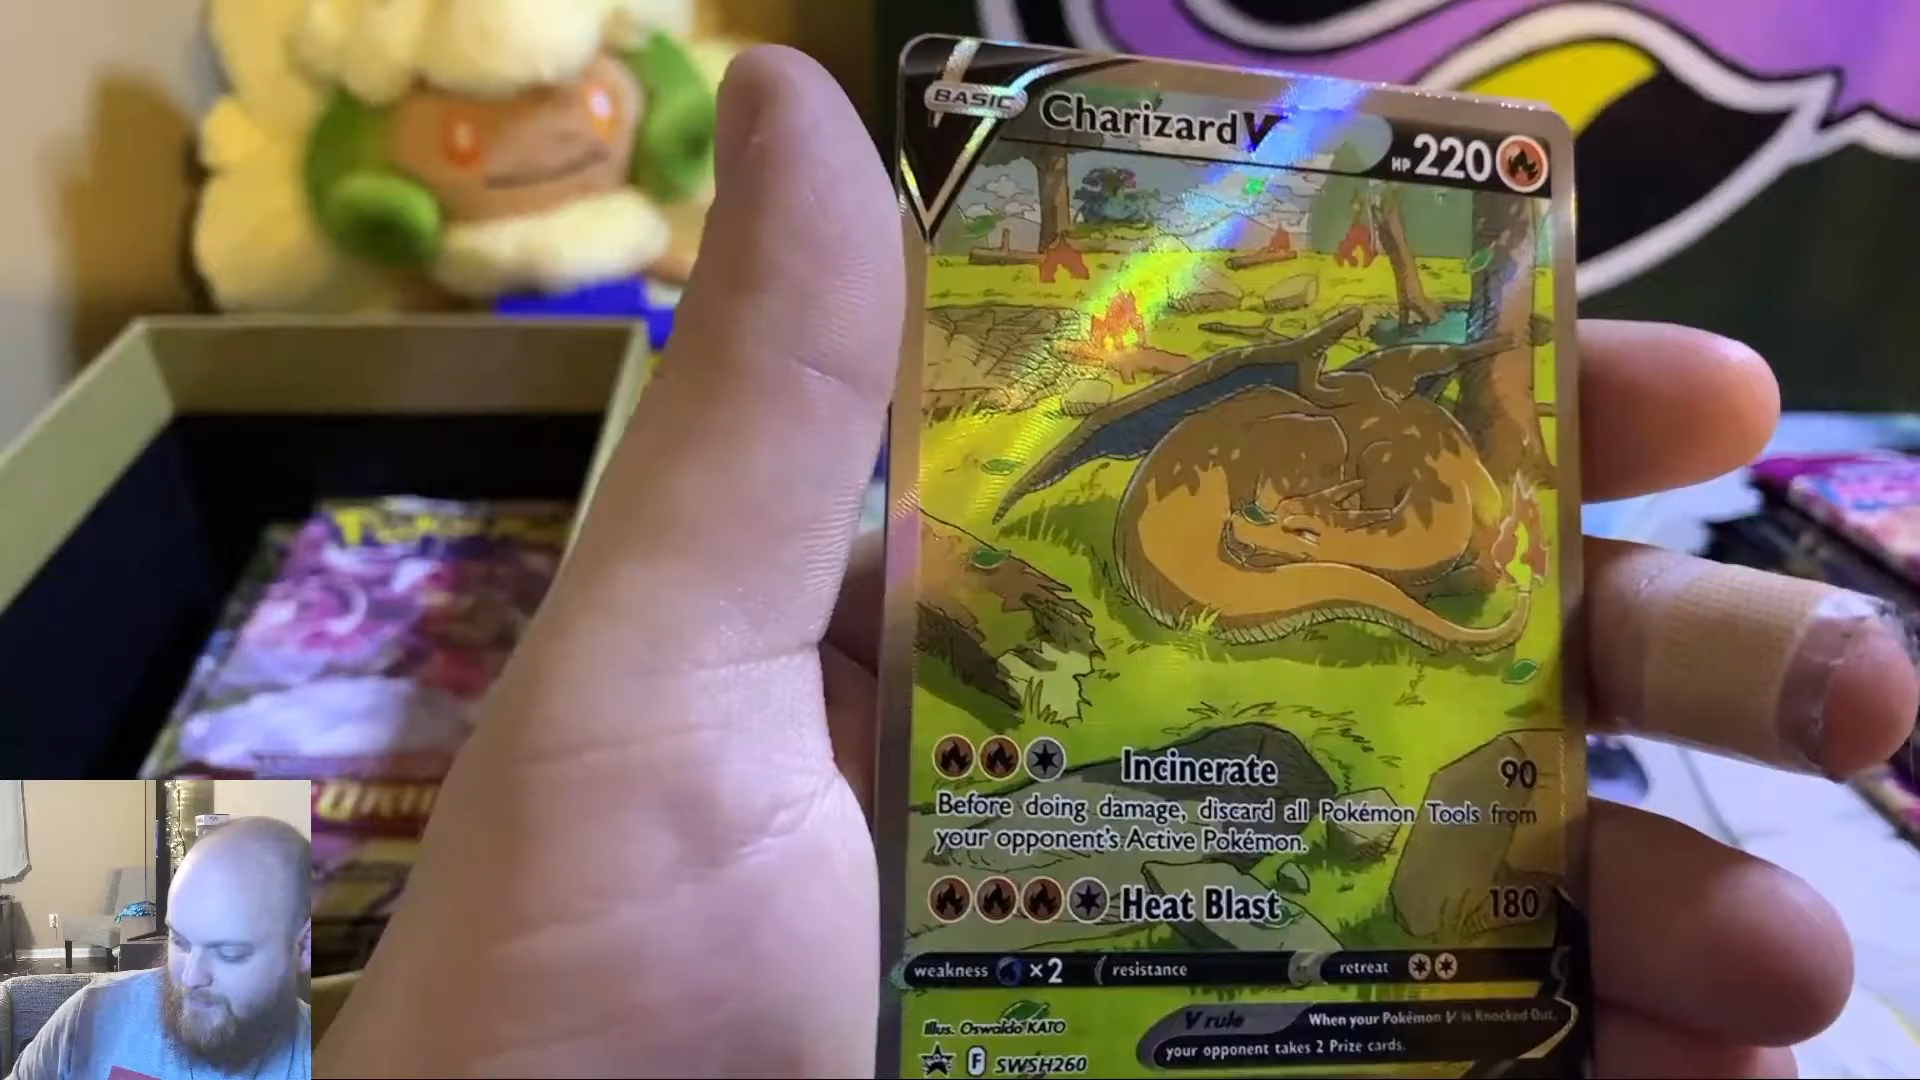 BASIC Charizard V HP 220
Incinerate 90
Before doing damage, discard all Pokémon Tools from
your opponent's Active Pokémon.
Heat Blast 180
weakness ×2 resistance retreat
Illus. Oswaldo KATO
V rule When your Pokémon V is Knocked Out,
your opponent takes 2 Prize cards.
F SWSH260